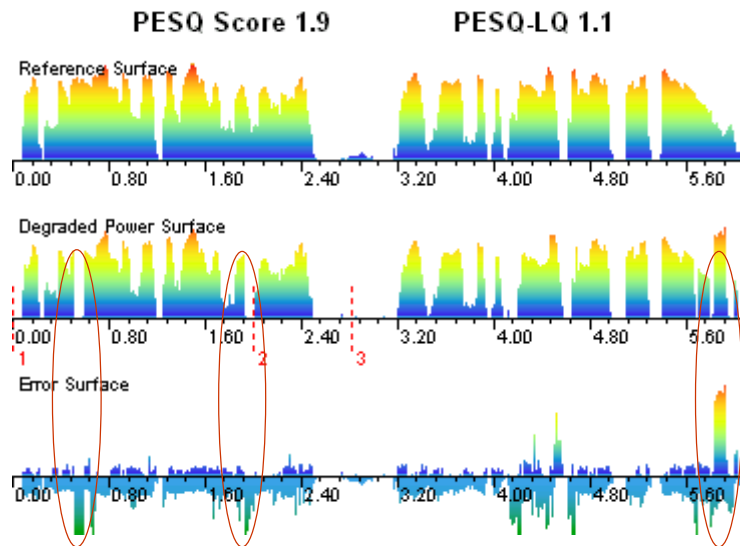 PESQ Score 1.9 PESQ-LQ 1.1
Reference Surface
0.00 0.80 1.60 2.40 3.20 4.00 4.80 5.60
Degraded Power Surface
0.00 0.80 1.60 2.40 3.20 4.00 4.80 5.60
1 2 3
Error Surface
0.00 0.80 1.60 2.40 3.20 4.00 4.80 5.60